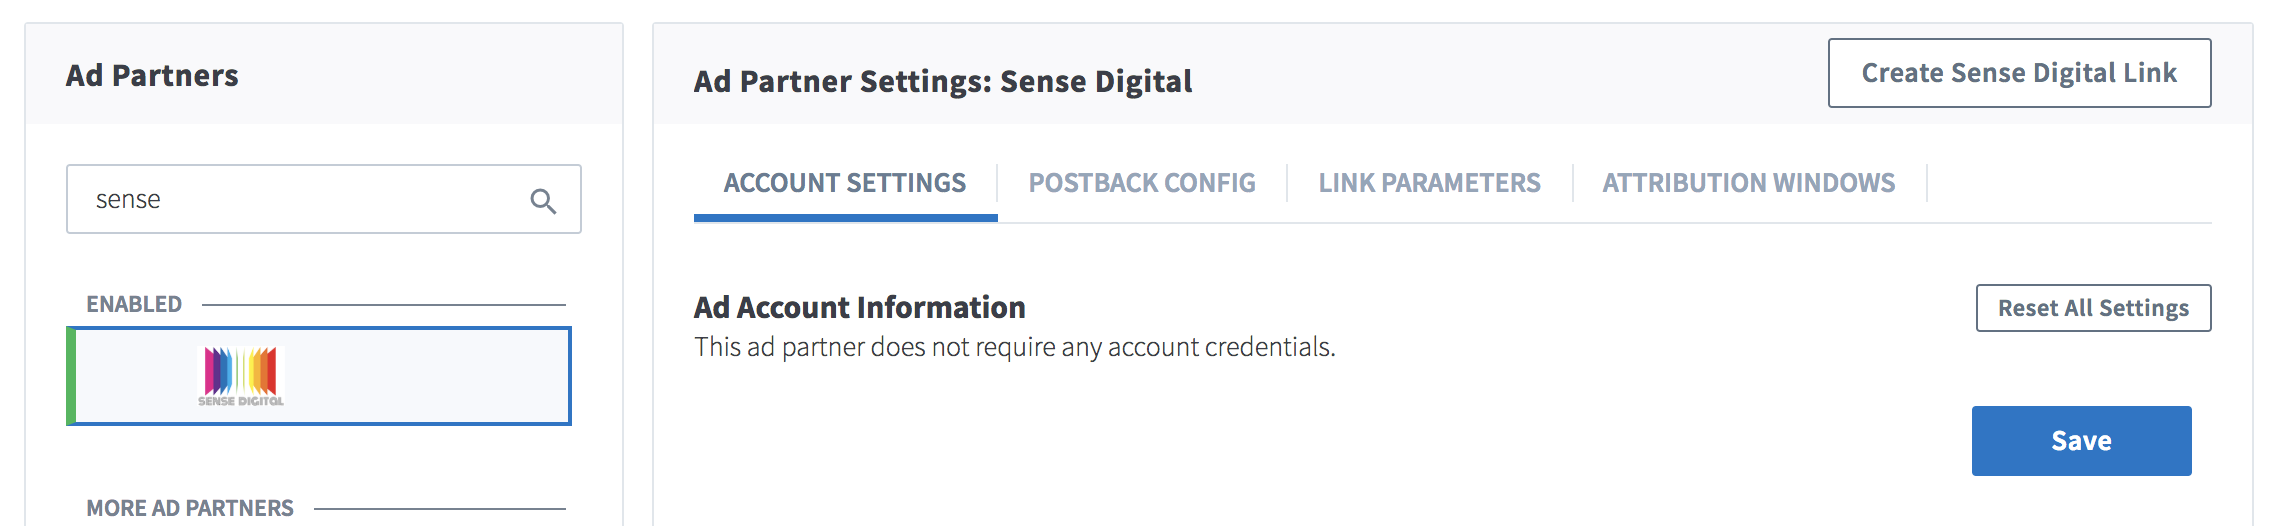 Ad Partners
sense
ENABLED
SENSE DIGITAL
MORE AD PARTNERS
Ad Partner Settings: Sense Digital
Create Sense Digital Link
ACCOUNT SETTINGS
POSTBACK CONFIG
LINK PARAMETERS
ATTRIBUTION WINDOWS
Ad Account Information
Reset All Settings
This ad partner does not require any account credentials.
Save